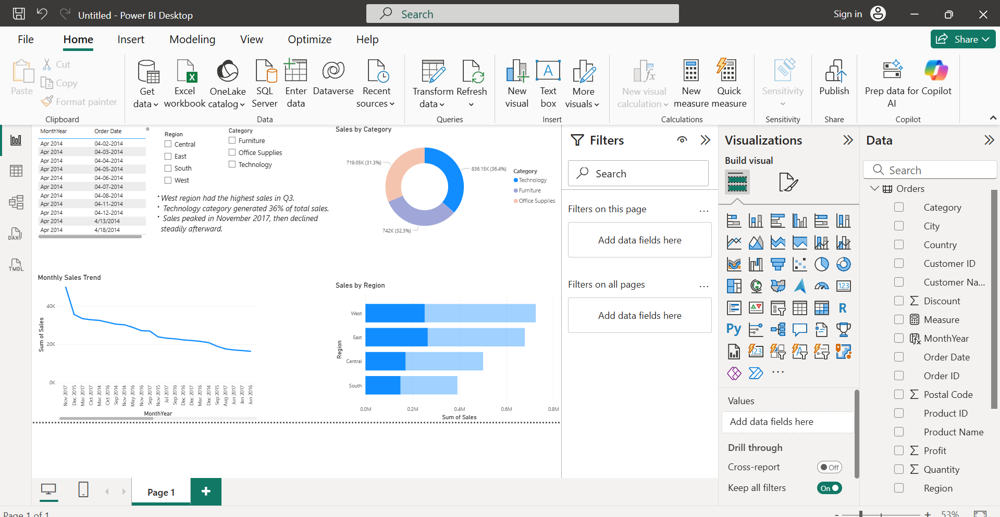 Untitled - Power BI Desktop
Search
Sign in
File
Home
Insert
Modeling
View
Optimize
Help
Share
Paste
Cut
Copy
Format painter
Clipboard
Get data
Excel workbook
OneLake catalog
SQL Server
Enter data
Dataverse
Recent sources
Data
Transform data
Refresh
Queries
New visual
Text box
More visuals
Insert
New visual calculation
New measure
Quick measure
Calculations
Sensitivity
Sensitivity
Publish
Share
Prep data for AI
Copilot
Copilot
MonthYear Order Date
Apr 2014 04-02-2014
Apr 2014 04-03-2014
Apr 2014 04-04-2014
Apr 2014 04-05-2014
Apr 2014 04-06-2014
Apr 2014 04-07-2014
Apr 2014 04-08-2014
Apr 2014 04-11-2014
Apr 2014 04-12-2014
Apr 2014 4/13/2014
Apr 2014 4/18/2014
Region
Central
East
South
West
Category
Furniture
Office Supplies
Technology
• West region had the highest sales in Q3.
• Technology category generated 36% of total sales.
• Sales peaked in November 2017, then declined
steadily afterward.
Sales by Category
719.05K (31.3%)
836.15K (36.4%)
742K (32.3%)
Category
Technology
Furniture
Office Supplies
Monthly Sales Trend
Sum of Sales
40K
20K
0K
Nov 2017
Dec 2015
Mar 2017
Oct 2017
Mar 2014
Oct 2016
Sep 2014
Nov 2014
May 2016
Nov 2016
Sep 2017
Nov 2015
Jul 2017
Sep 2016
Dec 2016
Dec 2017
Mar 2016
Dec 2014
Sep 2015
Aug 2017
Jun 2017
Jan 2017
Jun 2016
MonthYear
Sales by Region
Region
West
East
Central
South
0.0M 0.2M 0.4M 0.6M 0.8M
Sum of Sales
DAX
TMDL
Filters
Search
Filters on this page
...
Add data fields here
Filters on all pages
...
Add data fields here
Visualizations
Build visual
123
R
Py
123
...
Values
Add data fields here
Drill through
Cross-report
Off
Keep all filters
On
Data
Search
Orders
Category
City
Country
Customer ID
Customer Na...
Discount
Measure
MonthYear
Order Date
Order ID
Postal Code
Product ID
Product Name
Profit
Quantity
Region
Page 1
+
Page 1 of 1
- + 53%